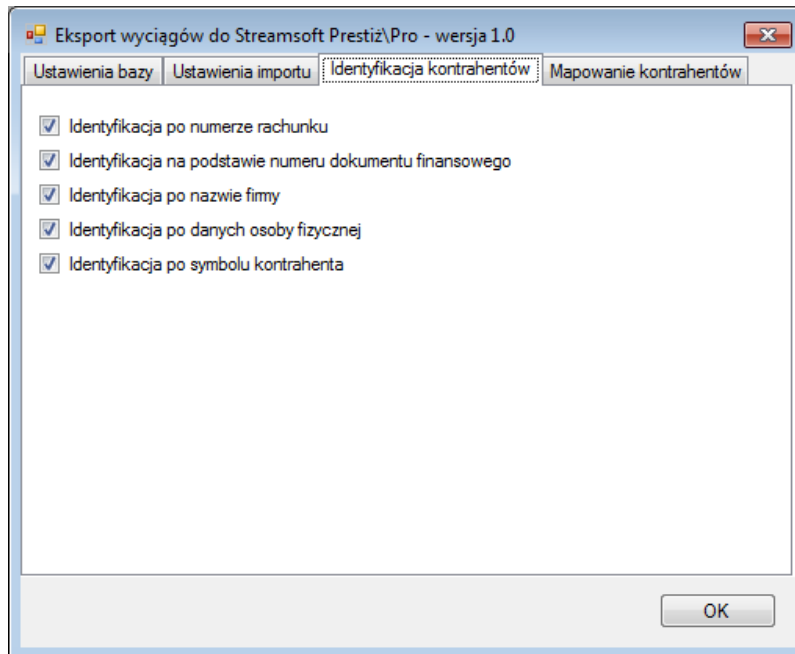 Eksport wyciągów do Streamsoft Prestiż\Pro - wersja 1.0
Ustawienia bazy Ustawienia importu Identyfikacja kontrahentów Mapowanie kontrahentów
Identyfikacja po numerze rachunku
Identyfikacja na podstawie numeru dokumentu finansowego
Identyfikacja po nazwie firmy
Identyfikacja po danych osoby fizycznej
Identyfikacja po symbolu kontrahenta
OK